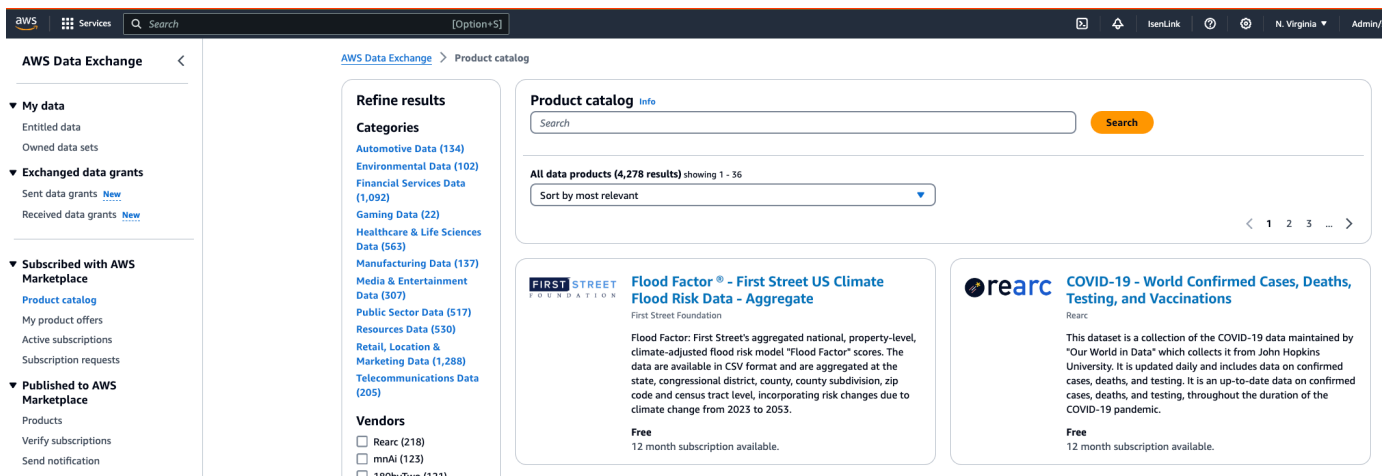 aws
Services
Search
[Option+S]
IsenLink
N. Virginia ▼
Admin/
AWS Data Exchange
My data
Entitled data
Owned data sets
Exchanged data grants
Sent data grants New
Received data grants New
Subscribed with AWS
Marketplace
Product catalog
My product offers
Active subscriptions
Subscription requests
Published to AWS
Marketplace
Products
Verify subscriptions
Send notification
AWS Data Exchange > Product catalog
Refine results
Categories
Automotive Data (134)
Environmental Data (102)
Financial Services Data
(1,092)
Gaming Data (22)
Healthcare & Life Sciences
Data (563)
Manufacturing Data (137)
Media & Entertainment
Data (307)
Public Sector Data (517)
Resources Data (530)
Retail, Location &
Marketing Data (1,288)
Telecommunications Data
(205)
Vendors
Rearc (218)
mnAi (123)
Product catalog Info
Search
Search
All data products (4,278 results) showing 1 - 36
Sort by most relevant
< 1 2 3 ... >
FIRST STREET
FOUNDATION
Flood Factor ® - First Street US Climate
Flood Risk Data - Aggregate
First Street Foundation
Flood Factor: First Street's aggregated national, property-level,
climate-adjusted flood risk model "Flood Factor" scores. The
data are available in CSV format and are aggregated at the
state, congressional district, county, county subdivision, zip
code and census tract level, incorporating risk changes due to
climate change from 2023 to 2053.
Free
12 month subscription available.
rearc
COVID-19 - World Confirmed Cases, Deaths,
Testing, and Vaccinations
Rearc
This dataset is a collection of the COVID-19 data maintained by
"Our World in Data" which collects it from John Hopkins
University. It is updated daily and includes data on confirmed
cases, deaths, and testing. It is an up-to-date data on confirmed
cases, deaths, and testing, throughout the duration of the
COVID-19 pandemic.
Free
12 month subscription available.